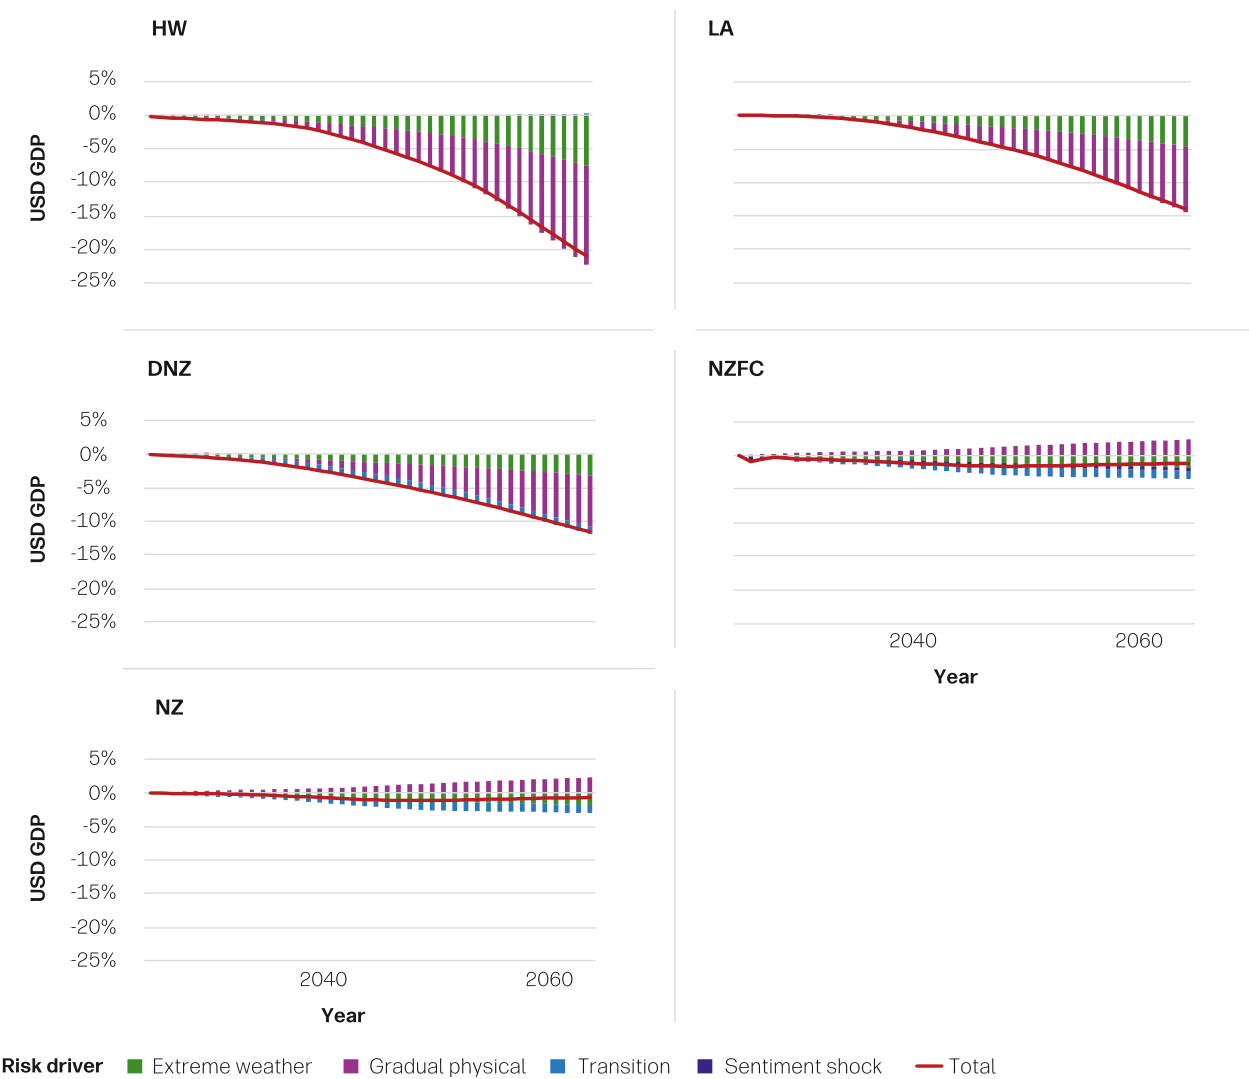 HW
5%
0%
-5%
-10%
-15%
-20%
-25%
USD GDP
LA
DNZ
5%
0%
-5%
-10%
-15%
-20%
-25%
USD GDP
NZFC
2040 2060
Year
NZ
5%
0%
-5%
-10%
-15%
-20%
-25%
USD GDP
2040 2060
Year
Risk driver Extreme weather Gradual physical Transition Sentiment shock Total